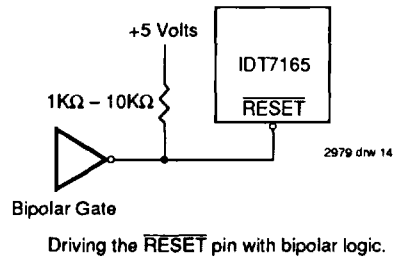 +5 Volts
IDT7165
RESET
1KΩ – 10KΩ
2979 drw 14
Bipolar Gate
Driving the RESET pin with bipolar logic.